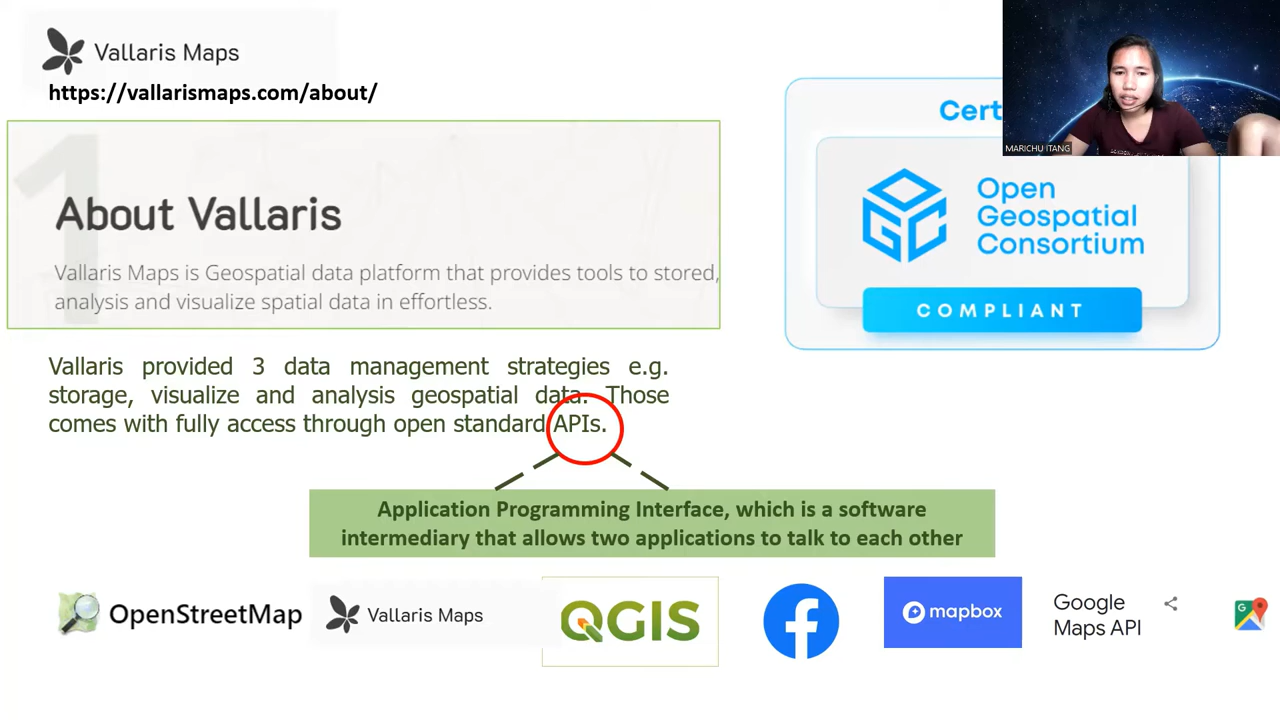 Vallaris Maps
https://vallarismaps.com/about/
1
About Vallaris
Vallaris Maps is Geospatial data platform that provides tools to stored,
analysis and visualize spatial data in effortless.
Vallaris provided 3 data management strategies e.g.
storage, visualize and analysis geospatial data. Those
comes with fully access through open standard APIs.
Cert
OGC
Open
Geospatial
Consortium
COMPLIANT
MARICHU ITANG
Application Programming Interface, which is a software
intermediary that allows two applications to talk to each other
OpenStreetMap
Vallaris Maps
QGIS
f
mapbox
Google
Maps API
G